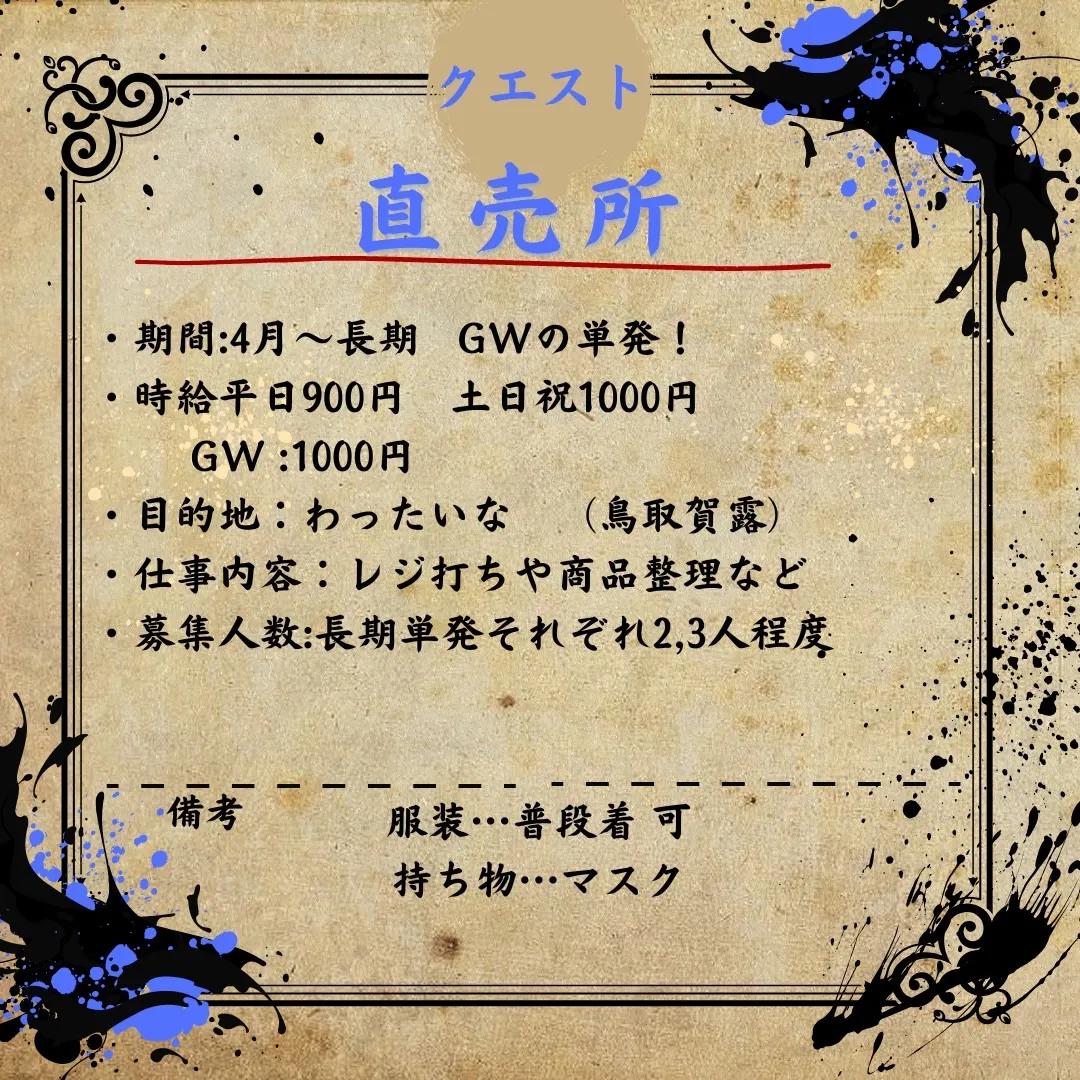 クエスト
直売所
・期間:4月〜長期　GWの単発！
・時給平日900円　土日祝1000円
GW :1000円
・目的地：わったいな　（鳥取賀露）
・仕事内容：レジ打ちや商品整理など
・募集人数:長期単発それぞれ2,3人程度
備考
服装…普段着 可
持ち物…マスク